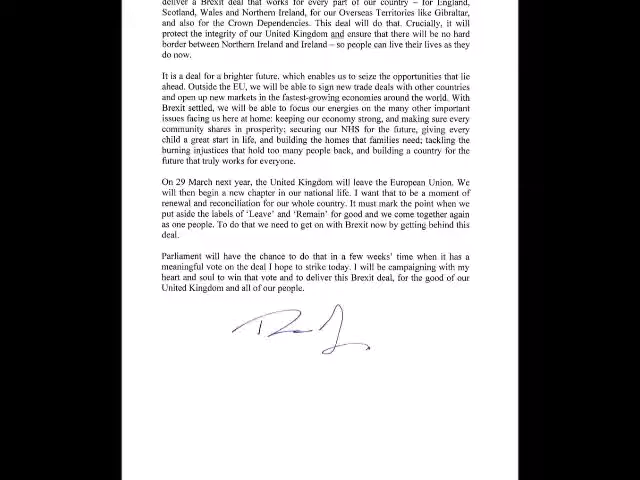 deliver a Brexit deal that works for every part of our country – for England,
Scotland, Wales and Northern Ireland, for our Overseas Territories like Gibraltar,
and also for the Crown Dependencies. This deal will do that. Crucially, it will
protect the integrity of our United Kingdom and ensure that there will be no hard
border between Northern Ireland and Ireland – so people can live their lives as they
do now.
It is a deal for a brighter future, which enables us to seize the opportunities that lie
ahead. Outside the EU, we will be able to sign new trade deals with other countries
and open up new markets in the fastest-growing economies around the world. With
Brexit settled, we will be able to focus our energies on the many other important
issues facing us here at home: keeping our economy strong, and making sure every
community shares in prosperity; securing our NHS for the future, giving every
child a great start in life, and building the homes that families need; tackling the
burning injustices that hold too many people back, and building a country for the
future that truly works for everyone.
On 29 March next year, the United Kingdom will leave the European Union. We
will then begin a new chapter in our national life. I want that to be a moment of
renewal and reconciliation for our whole country. It must mark the point when we
put aside the labels of ‘Leave’ and ‘Remain’ for good and we come together again
as one people. To do that we need to get on with Brexit now by getting behind this
deal.
Parliament will have the chance to do that in a few weeks’ time when it has a
meaningful vote on the deal I hope to strike today. I will be campaigning with my
heart and soul to win that vote and to deliver this Brexit deal, for the good of our
United Kingdom and all of our people.